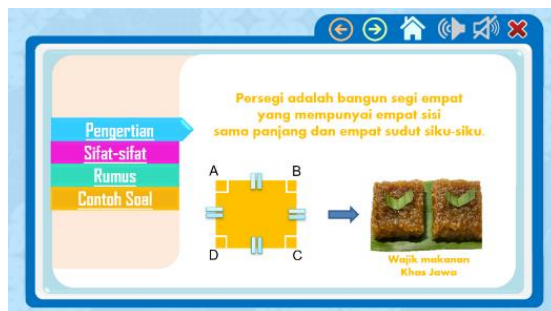 Persegi adalah bangun segi empat
yang mempunyai empat sisi
sama panjang dan empat sudut siku-siku.
Pengertian
Sifat-sifat
Rumus
Contoh Soal
A
B
D
C
Wajik makanan
Khas Jawa